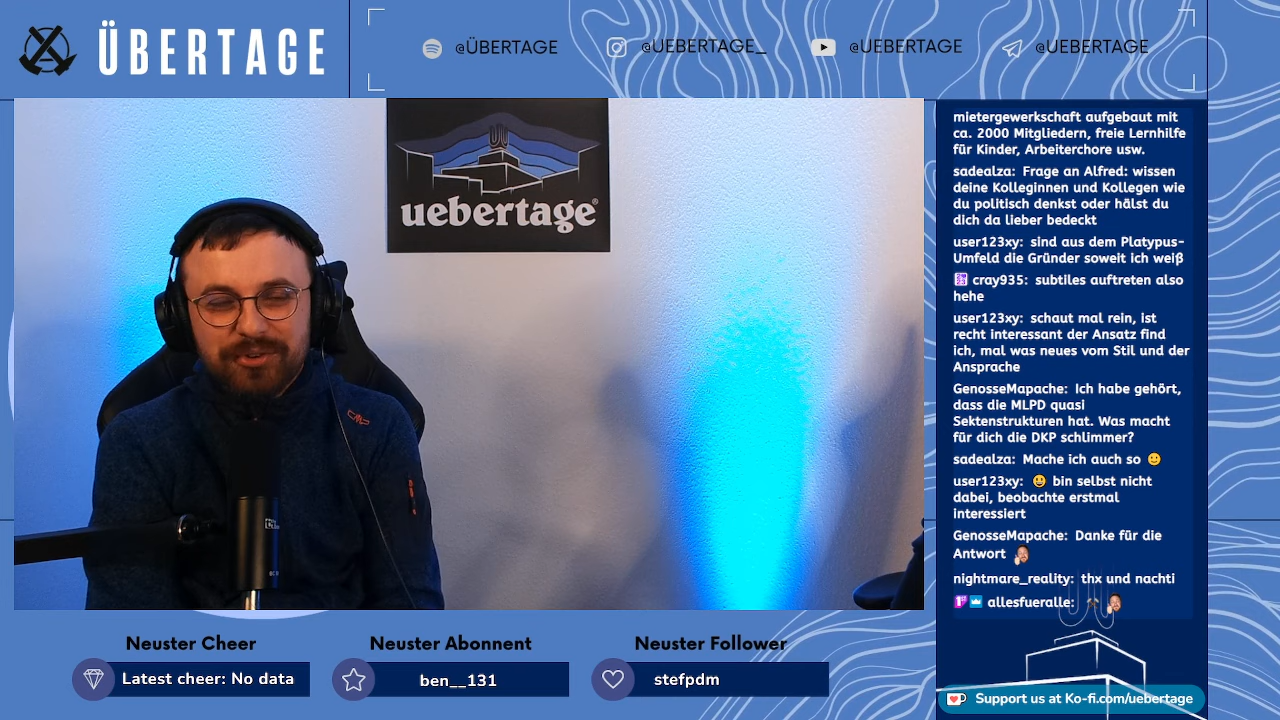 ÜBERTAGE
@ÜBERTAGE
@UEBERTAGE_
@UEBERTAGE
@UEBERTAGE
uebertage®
mietergewerkschaft aufgebaut mit
ca. 2000 Mitgliedern, freie Lernhilfe
für Kinder, Arbeiterchore usw.
sadealza: Frage an Alfred: wissen
deine Kolleginnen und Kollegen wie
du politisch denkst oder hälst du
dich da lieber bedeckt
user123xy: sind aus dem Platypus-
Umfeld die Gründer soweit ich weiß
cray935: subtiles auftreten also
hehe
user123xy: schaut mal rein, ist
recht interessant der Ansatz find
ich, mal was neues vom Stil und der
Ansprache
GenosseMapache: Ich habe gehört,
dass die MLPD quasi
Sektenstrukturen hat. Was macht
für dich die DKP schlimmer?
sadealza: Mache ich auch so 🙂
user123xy: 😃 bin selbst nicht
dabei, beobachte erstmal
interessiert
GenosseMapache: Danke für die
Antwort
nightmare_reality: thx und nachti
allesfueralle:
Neuster Cheer
Latest cheer: No data
Neuster Abonnent
ben__131
Neuster Follower
stefpdm
Support us at Ko-fi.com/uebertage